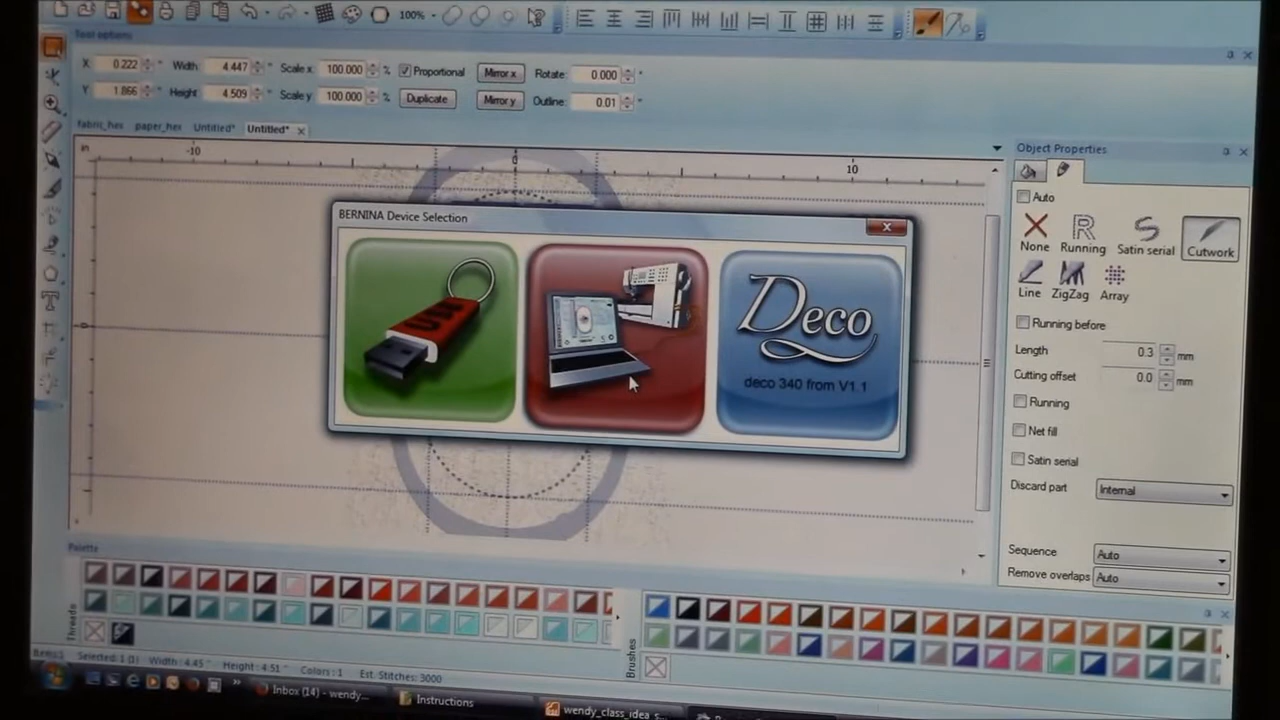 100%
Tool options
X 0.222 " Width: 4.447 " Scale x: 100.000 % Proportional Mirror x Rotate: 0.000 °
Y 1.866 " Height: 4.509 " Scale y: 100.000 % Duplicate Mirror y Outline: 0.01 "
fabric_hex paper_hex Untitled* Untitled*
in -10 0 10
0
BERNINA Device Selection
Deco
deco 340 from V1.1
Object Properties
Auto
None Running Satin serial Cutwork
Line ZigZag Array
Running before
Length 0.3 mm
Cutting offset 0.0 mm
Running
Net fill
Satin serial
Discard part Internal
Sequence Auto
Remove overlaps Auto
Palette
Threads
Brushes
Selected: 1 (1) Width : 4.45 " Height : 4.51 " Colors : 1 Est. Stitches: 3000
Inbox (14) - wendy... Instructions wendy_class_idea_s...